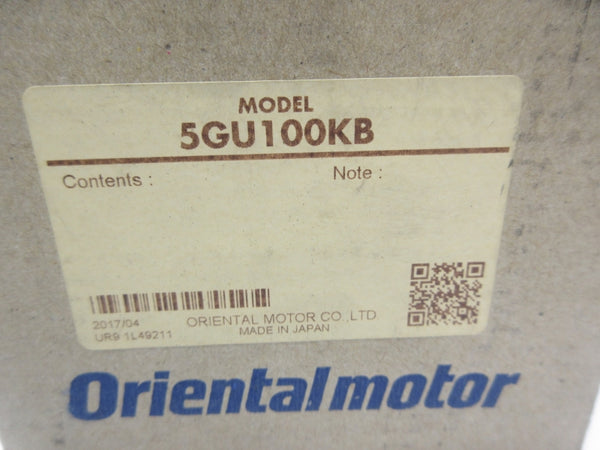 MODEL
5GU100KB
Contents : Note :
2017/04 ORIENTAL MOTOR CO.,LTD.
UR9 1L49211 MADE IN JAPAN
Orientalmotor